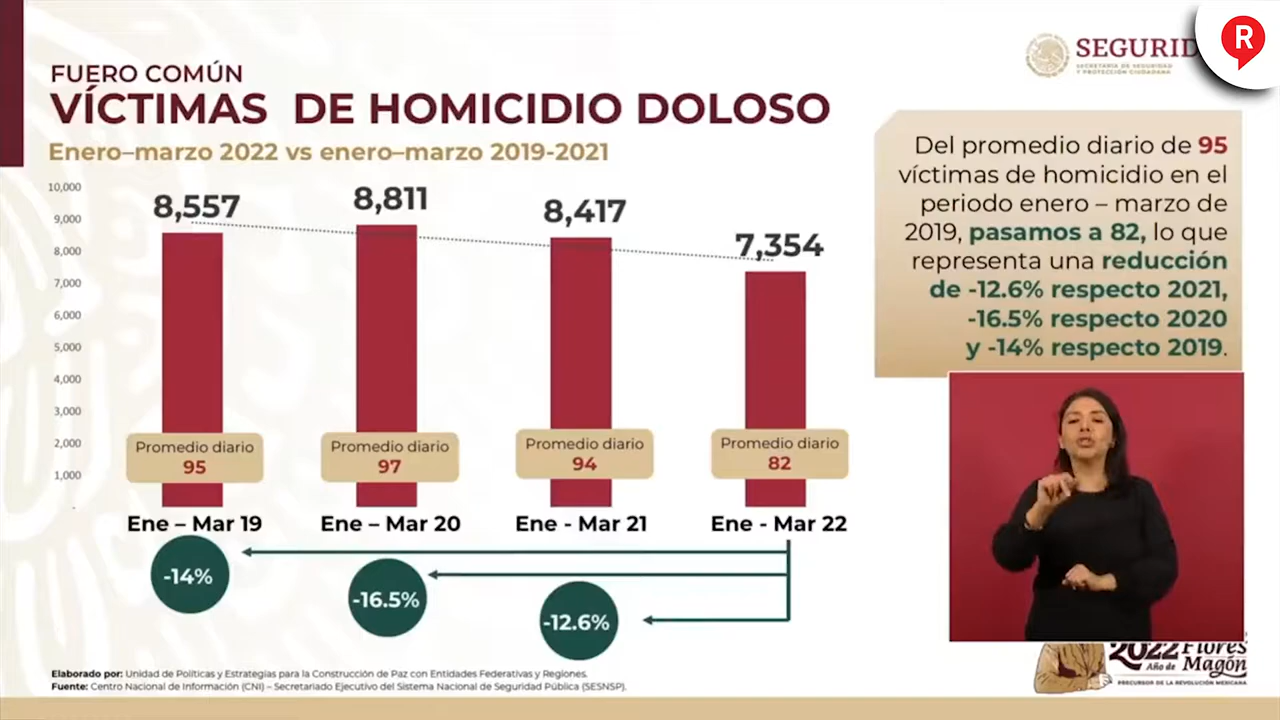 R
SEGURID
SECRETARÍA DE SEGURIDAD
Y PROTECCIÓN CIUDADANA
FUERO COMÚN
VÍCTIMAS DE HOMICIDIO DOLOSO
Enero–marzo 2022 vs enero–marzo 2019-2021
10,000
9,000
8,000
7,000
6,000
5,000
4,000
3,000
2,000
1,000
-
8,557
8,811
8,417
7,354
Promedio diario
95
Promedio diario
97
Promedio diario
94
Promedio diario
82
Ene – Mar 19
Ene – Mar 20
Ene - Mar 21
Ene - Mar 22
-14%
-16.5%
-12.6%
Del promedio diario de 95
víctimas de homicidio en el
periodo enero – marzo de
2019, pasamos a 82, lo que
representa una reducción
de -12.6% respecto 2021,
-16.5% respecto 2020
y -14% respecto 2019.
Elaborado por: Unidad de Políticas y Estrategias para la Construcción de Paz con Entidades Federativas y Regiones.
Fuente: Centro Nacional de Información (CNI) – Secretariado Ejecutivo del Sistema Nacional de Seguridad Pública (SESNSP).
2022 Flores
Año de Magón
PRECURSOR DE LA REVOLUCIÓN MEXICANA